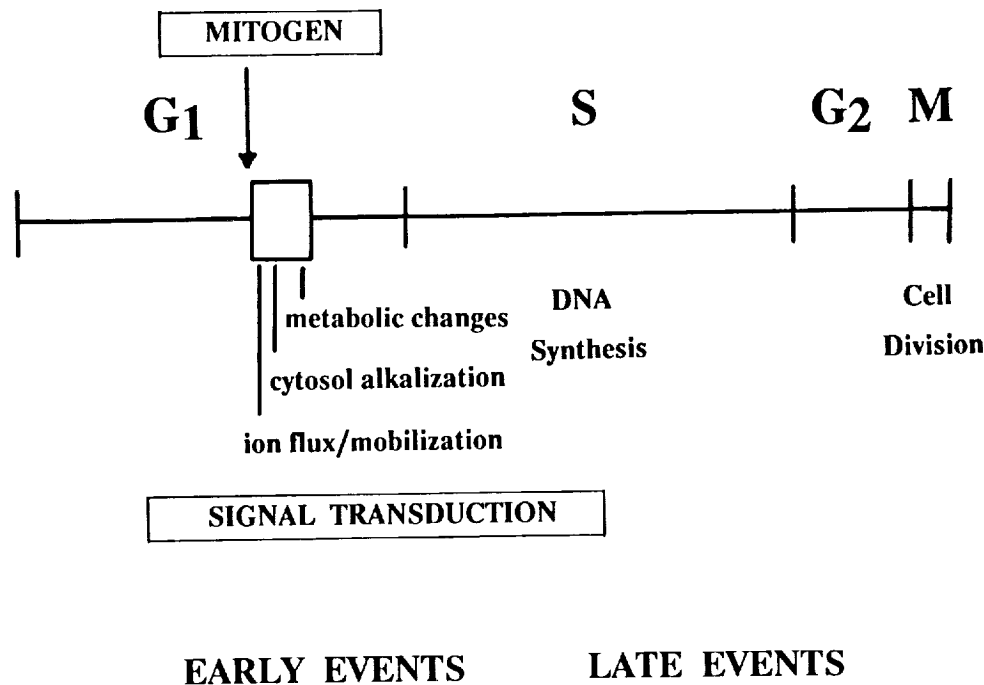 MITOGEN
G1
S
G2
M
metabolic changes
cytosol alkalization
ion flux/mobilization
DNA
Synthesis
Cell
Division
SIGNAL TRANSDUCTION
EARLY EVENTS
LATE EVENTS